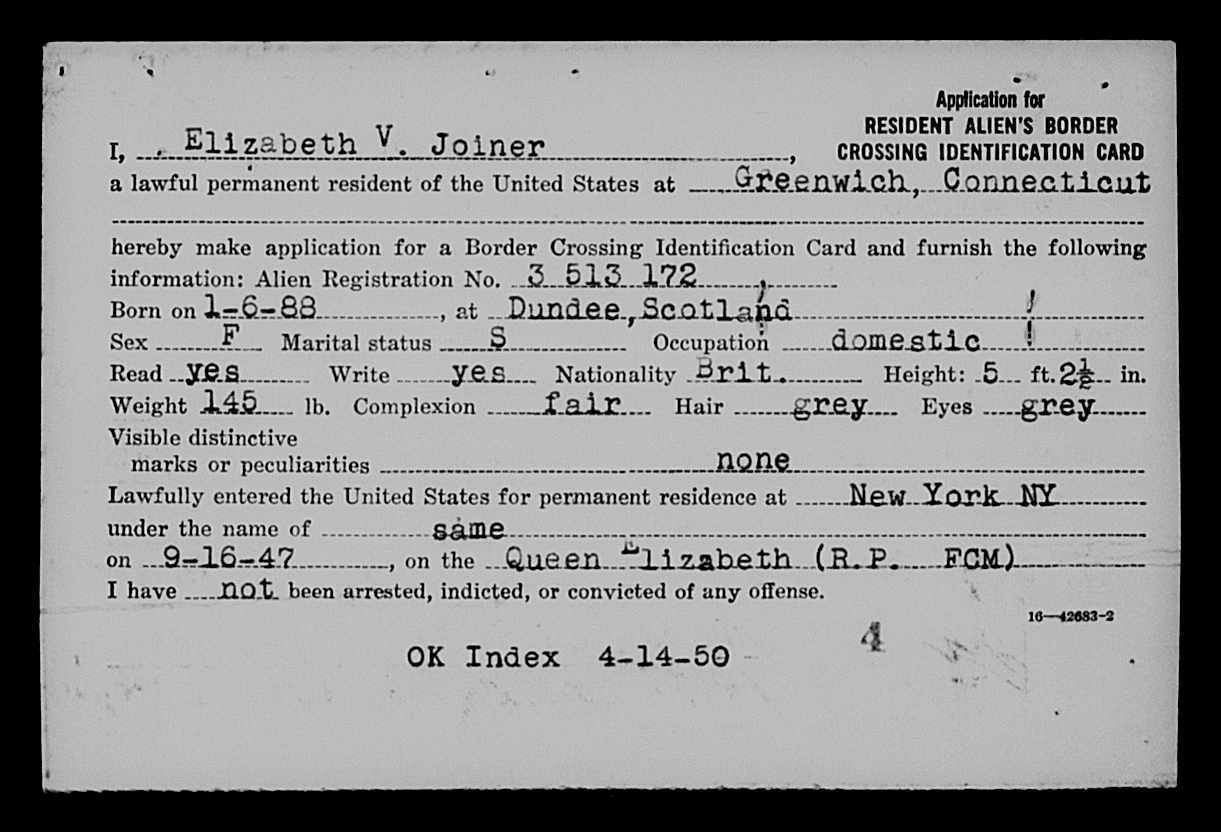 Application for
RESIDENT ALIEN'S BORDER
CROSSING IDENTIFICATION CARD
I, Elizabeth V. Joiner,
a lawful permanent resident of the United States at Greenwich, Connecticut
hereby make application for a Border Crossing Identification Card and furnish the following
information: Alien Registration No. 3 513 172
Born on 1-6-88, at Dundee, Scotland
Sex F Marital status S Occupation domestic
Read yes Write yes Nationality Brit. Height: 5 ft. 2½ in.
Weight 145 lb. Complexion fair Hair grey Eyes grey
Visible distinctive
marks or peculiarities none
Lawfully entered the United States for permanent residence at New York NY
under the name of same
on 9-16-47, on the Queen Elizabeth (R.P. FCM)
I have not been arrested, indicted, or convicted of any offense.
16—42683-2
4
OK Index 4-14-50